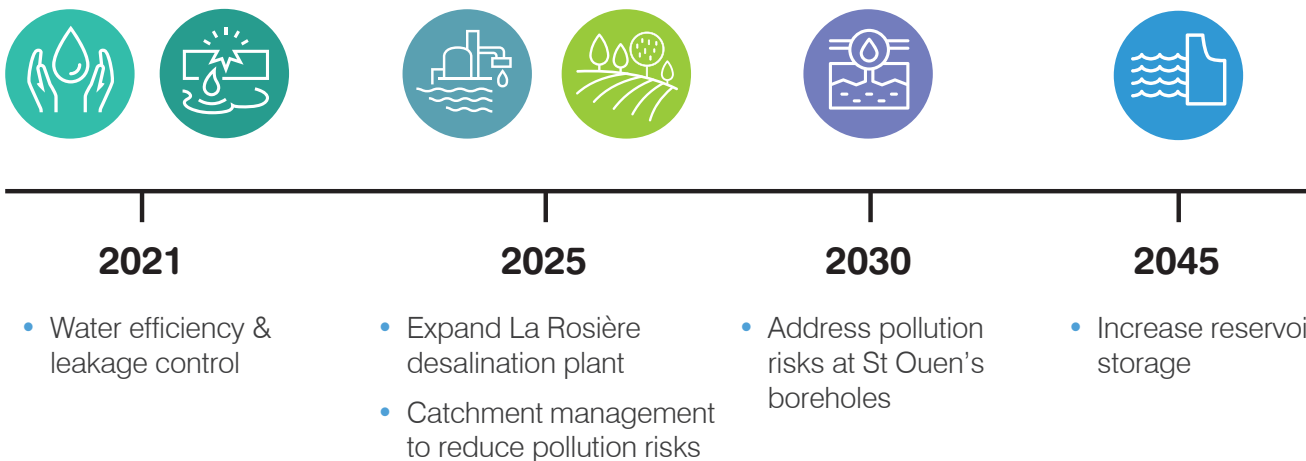 2021
• Water efficiency &
leakage control
2025
• Expand La Rosière
desalination plant
• Catchment management
to reduce pollution risks
2030
• Address pollution
risks at St Ouen’s
boreholes
2045
• Increase reservoi
storage